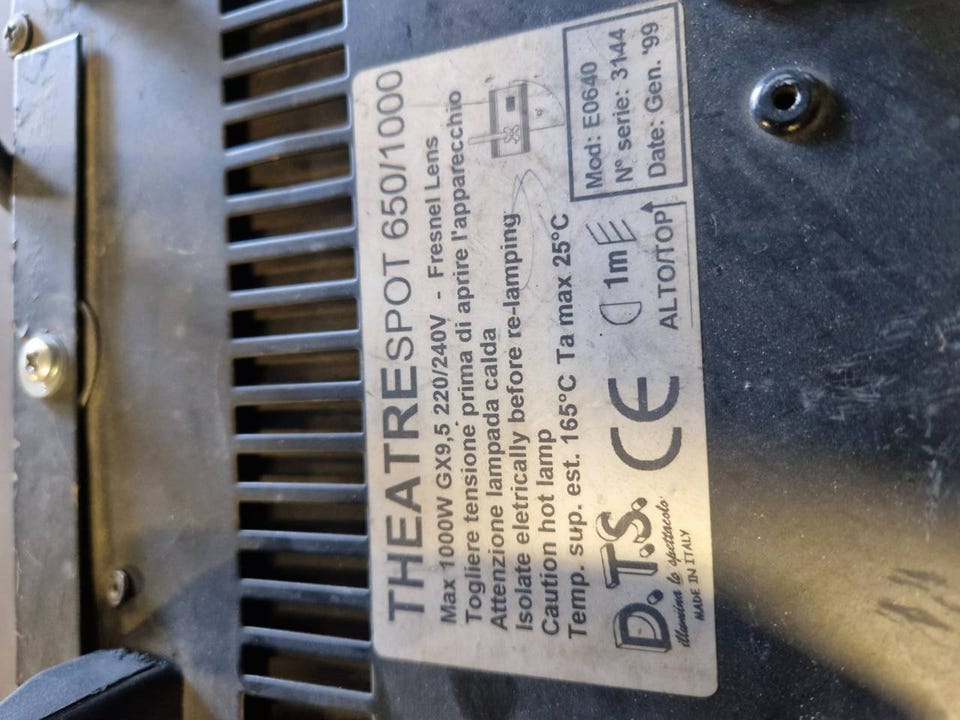 THEATRESPOT 650/1000
Max 1000W GX9,5 220/240V - Fresnel Lens
Togliere tensione prima di aprire l'apparecchio
Attenzione lampada calda
Isolate eletrically before re-lamping
Caution hot lamp
Temp. sup. est. 165°C Ta max 25°C
D.T.S.
illumina lo spettacolo
MADE IN ITALY
CE
1m
ALTO/TOP
Mod: E0640
N° serie: 3144
Date: Gen. '99